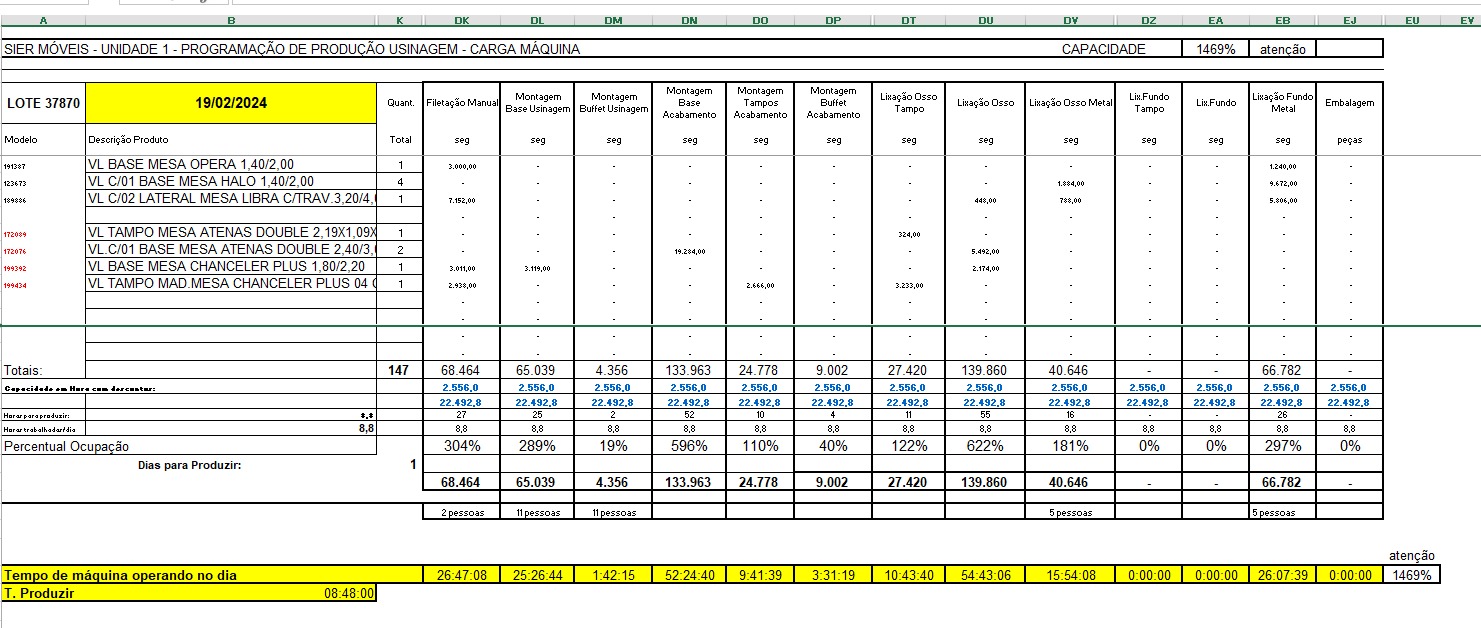 A B K DK DL DM DN DO DP DT DU DV DZ EA EB EJ EU EV
SIER MÓVEIS - UNIDADE 1 - PROGRAMAÇÃO DE PRODUÇÃO USINAGEM - CARGA MÁQUINA CAPACIDADE 1469% atenção
LOTE 37870 19/02/2024 Quant. Filetação Manual Montagem Base Usinagem Montagem Buffet Usinagem Montagem Base Acabamento Montagem Tampos Acabamento Montagem Buffet Acabamento Lixação Osso Tampo Lixação Osso Lixação Osso Metal Lix.Fundo Tampo Lix.Fundo Lixação Fundo Metal Embalagem
Modelo Descrição Produto Total seg seg seg seg seg seg seg seg seg seg seg seg peças
191387 VL BASE MESA OPERA 1,40/2,00 1 3.000,00 - - - - - - - - - - 1.240,00 -
123673 VL C/01 BASE MESA HALO 1,40/2,00 4 - - - - - - - - 1.884,00 - - 9.672,00 -
189886 VL C/02 LATERAL MESA LIBRA C/TRAV.3,20/4,( 1 7.152,00 - - - - - - 448,00 788,00 - - 5.806,00 -
- - - - - - - - - - - - -
172089 VL TAMPO MESA ATENAS DOUBLE 2,19X1,09X 1 - - - - - - 324,00 - - - - - -
172076 VL.C/01 BASE MESA ATENAS DOUBLE 2,40/3,( 2 - - - 19.284,00 - - - 5.492,00 - - - - -
199392 VL BASE MESA CHANCELER PLUS 1,80/2,20 1 3.011,00 3.119,00 - - - - - 2.174,00 - - - - -
199434 VL TAMPO MAD.MESA CHANCELER PLUS 04 C 1 2.938,00 - - - 2.666,00 - 3.233,00 - - - - - -
- - - - - - - - - - - - -
- - - - - - - - - - - - -
- - - - - - - - - - - - -
- - - - - - - - - - - - -
Totais: 147 68.464 65.039 4.356 133.963 24.778 9.002 27.420 139.860 40.646 - - 66.782 -
Capacidade em Hora com descontos: 2.556,0 2.556,0 2.556,0 2.556,0 2.556,0 2.556,0 2.556,0 2.556,0 2.556,0 2.556,0 2.556,0 2.556,0 2.556,0
22.492,8 22.492,8 22.492,8 22.492,8 22.492,8 22.492,8 22.492,8 22.492,8 22.492,8 22.492,8 22.492,8 22.492,8 22.492,8
Horas para produzir: 8,8 27 25 2 52 10 4 11 55 16 - - 26 -
Horas trabalhadas/dia 8,8 8,8 8,8 8,8 8,8 8,8 8,8 8,8 8,8 8,8 8,8 8,8 8,8 8,8
Percentual Ocupação 304% 289% 19% 596% 110% 40% 122% 622% 181% 0% 0% 297% 0%
Dias para Produzir: 1
68.464 65.039 4.356 133.963 24.778 9.002 27.420 139.860 40.646 - - 66.782 -
2 pessoas 11 pessoas 11 pessoas 5 pessoas 5 pessoas
atenção
Tempo de máquina operando no dia 26:47:08 25:26:44 1:42:15 52:24:40 9:41:39 3:31:19 10:43:40 54:43:06 15:54:08 0:00:00 0:00:00 26:07:39 0:00:00 1469%
T. Produzir 08:48:00